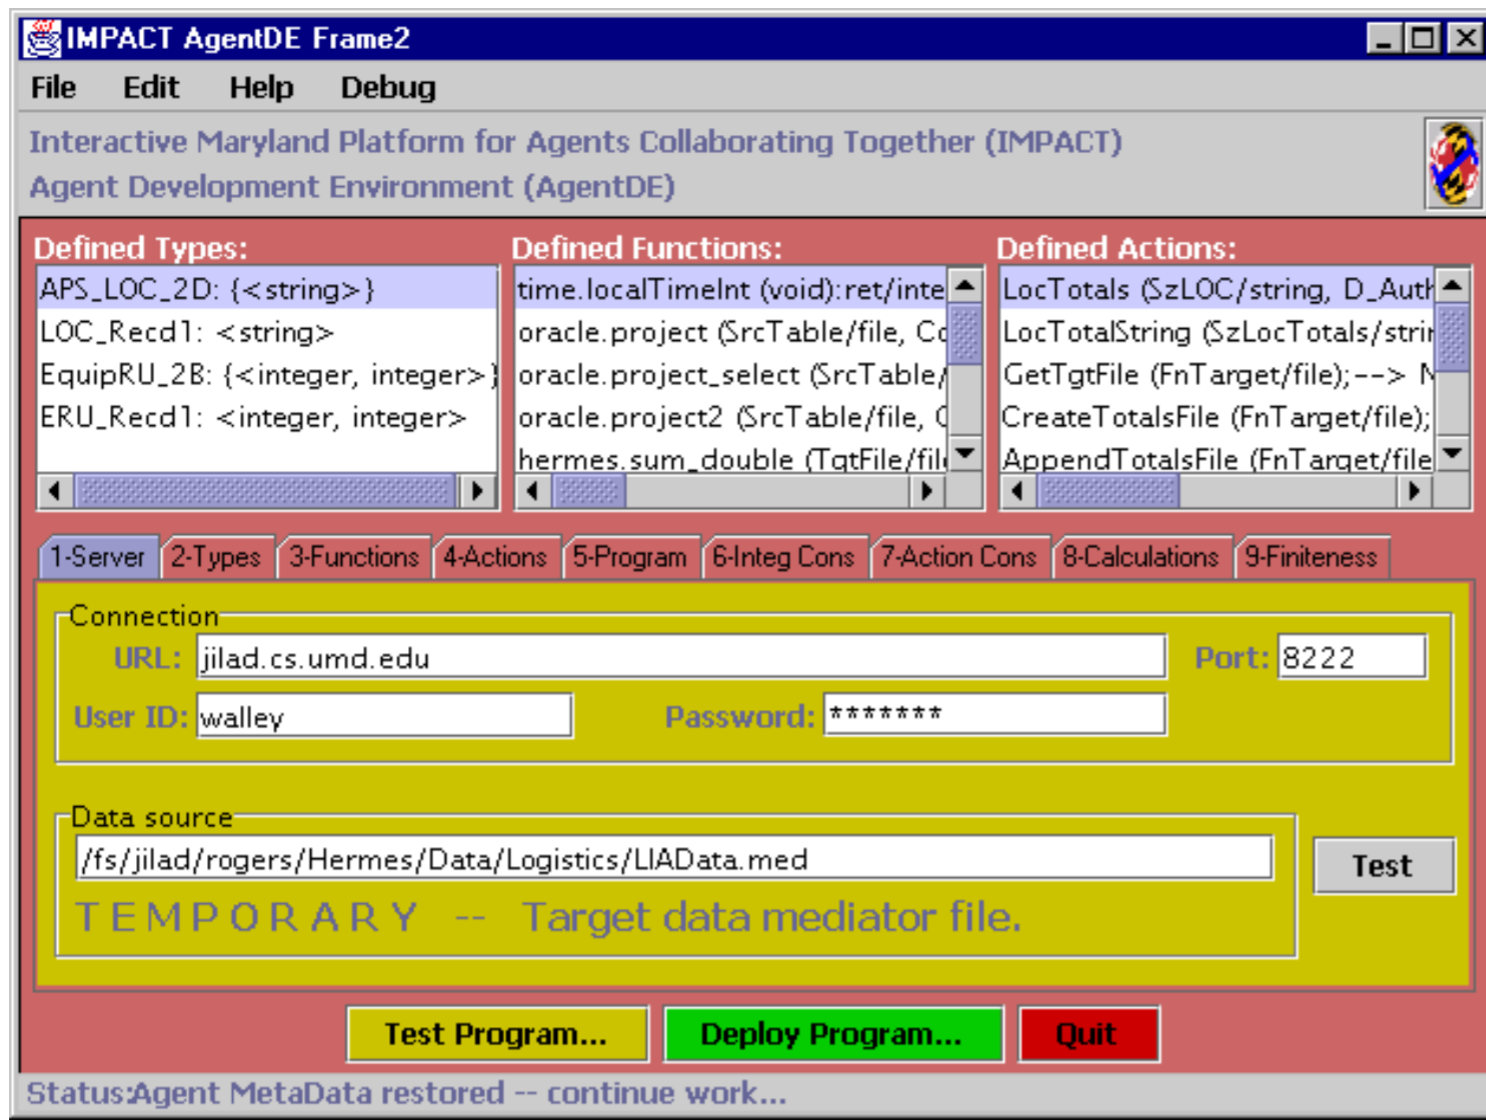 IMPACT AgentDE Frame2
File Edit Help Debug
Interactive Maryland Platform for Agents Collaborating Together (IMPACT)
Agent Development Environment (AgentDE)
Defined Types: Defined Functions: Defined Actions:
APS_LOC_2D: {<string>} time.localTimeInt (void):ret/inte LocTotals (SzLOC/string, D_Auth
LOC_Recd1: <string> oracle.project (SrcTable/file, Co LocTotalString (SzLocTotals/strin
EquipRU_2B: {<integer, integer>} oracle.project_select (SrcTable/ GetTgtFile (FnTarget/file);--> N
ERU_Recd1: <integer, integer> oracle.project2 (SrcTable/file, C CreateTotalsFile (FnTarget/file);
hermes.sum_double (TgtFile/file AppendTotalsFile (FnTarget/file
1-Server 2-Types 3-Functions 4-Actions 5-Program 6-Integ Cons 7-Action Cons 8-Calculations 9-Finiteness
Connection
URL: jilad.cs.umd.edu Port: 8222
User ID: walley Password: *******
Data source
/fs/jilad/rogers/Hermes/Data/Logistics/LIAData.med
Test
TEMPORARY -- Target data mediator file.
Test Program... Deploy Program... Quit
Status:Agent MetaData restored -- continue work...